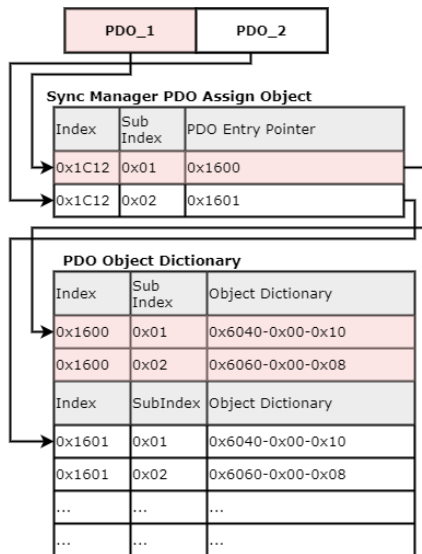 PDO_1 PDO_2
Sync Manager PDO Assign Object
Index Sub Index PDO Entry Pointer
0x1C12 0x01 0x1600
0x1C12 0x02 0x1601
PDO Object Dictionary
Index Sub Index Object Dictionary
0x1600 0x01 0x6040-0x00-0x10
0x1600 0x02 0x6060-0x00-0x08
Index SubIndex Object Dictionary
0x1601 0x01 0x6040-0x00-0x10
0x1601 0x02 0x6060-0x00-0x08
... ... ...
... ... ...